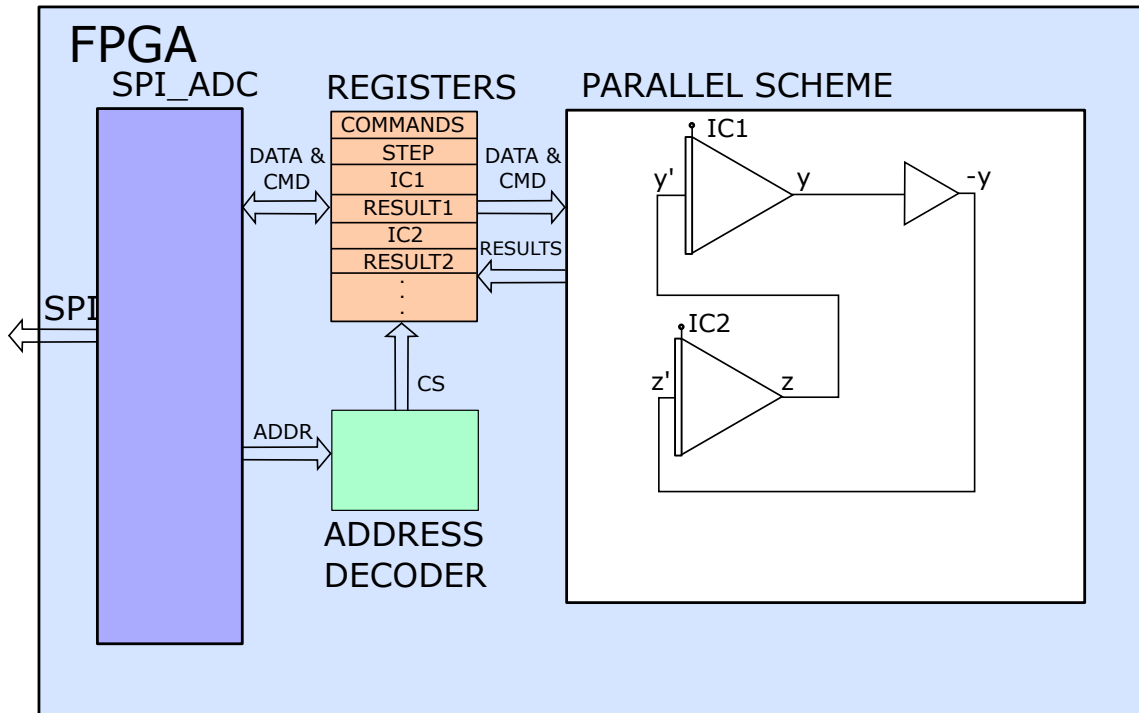 FPGA
SPI_ADC
REGISTERS
PARALLEL SCHEME
COMMANDS
STEP
IC1
RESULT1
IC2
RESULT2
.
.
.
DATA &
CMD
DATA &
CMD
RESULTS
SPI
CS
ADDR
ADDRESS
DECODER
IC1
y'
y
-y
IC2
z'
z